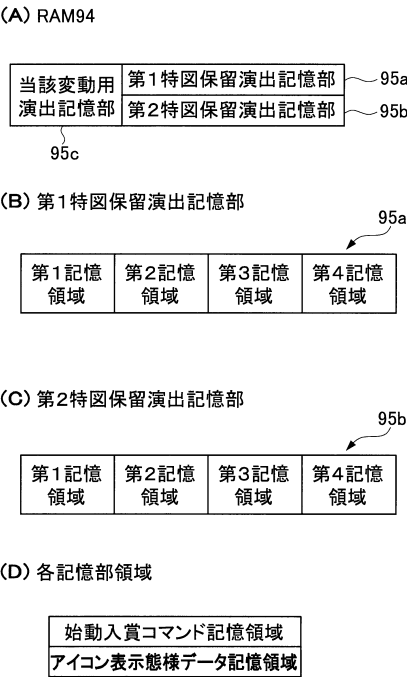 (A) RAM94
当該変動用
演出記憶部
第1特図保留演出記憶部
95a
第2特図保留演出記憶部
95b
95c
(B) 第1特図保留演出記憶部
95a
第1記憶
領域
第2記憶
領域
第3記憶
領域
第4記憶
領域
(C) 第2特図保留演出記憶部
95b
第1記憶
領域
第2記憶
領域
第3記憶
領域
第4記憶
領域
(D) 各記憶部領域
始動入賞コマンド記憶領域
アイコン表示態様データ記憶領域